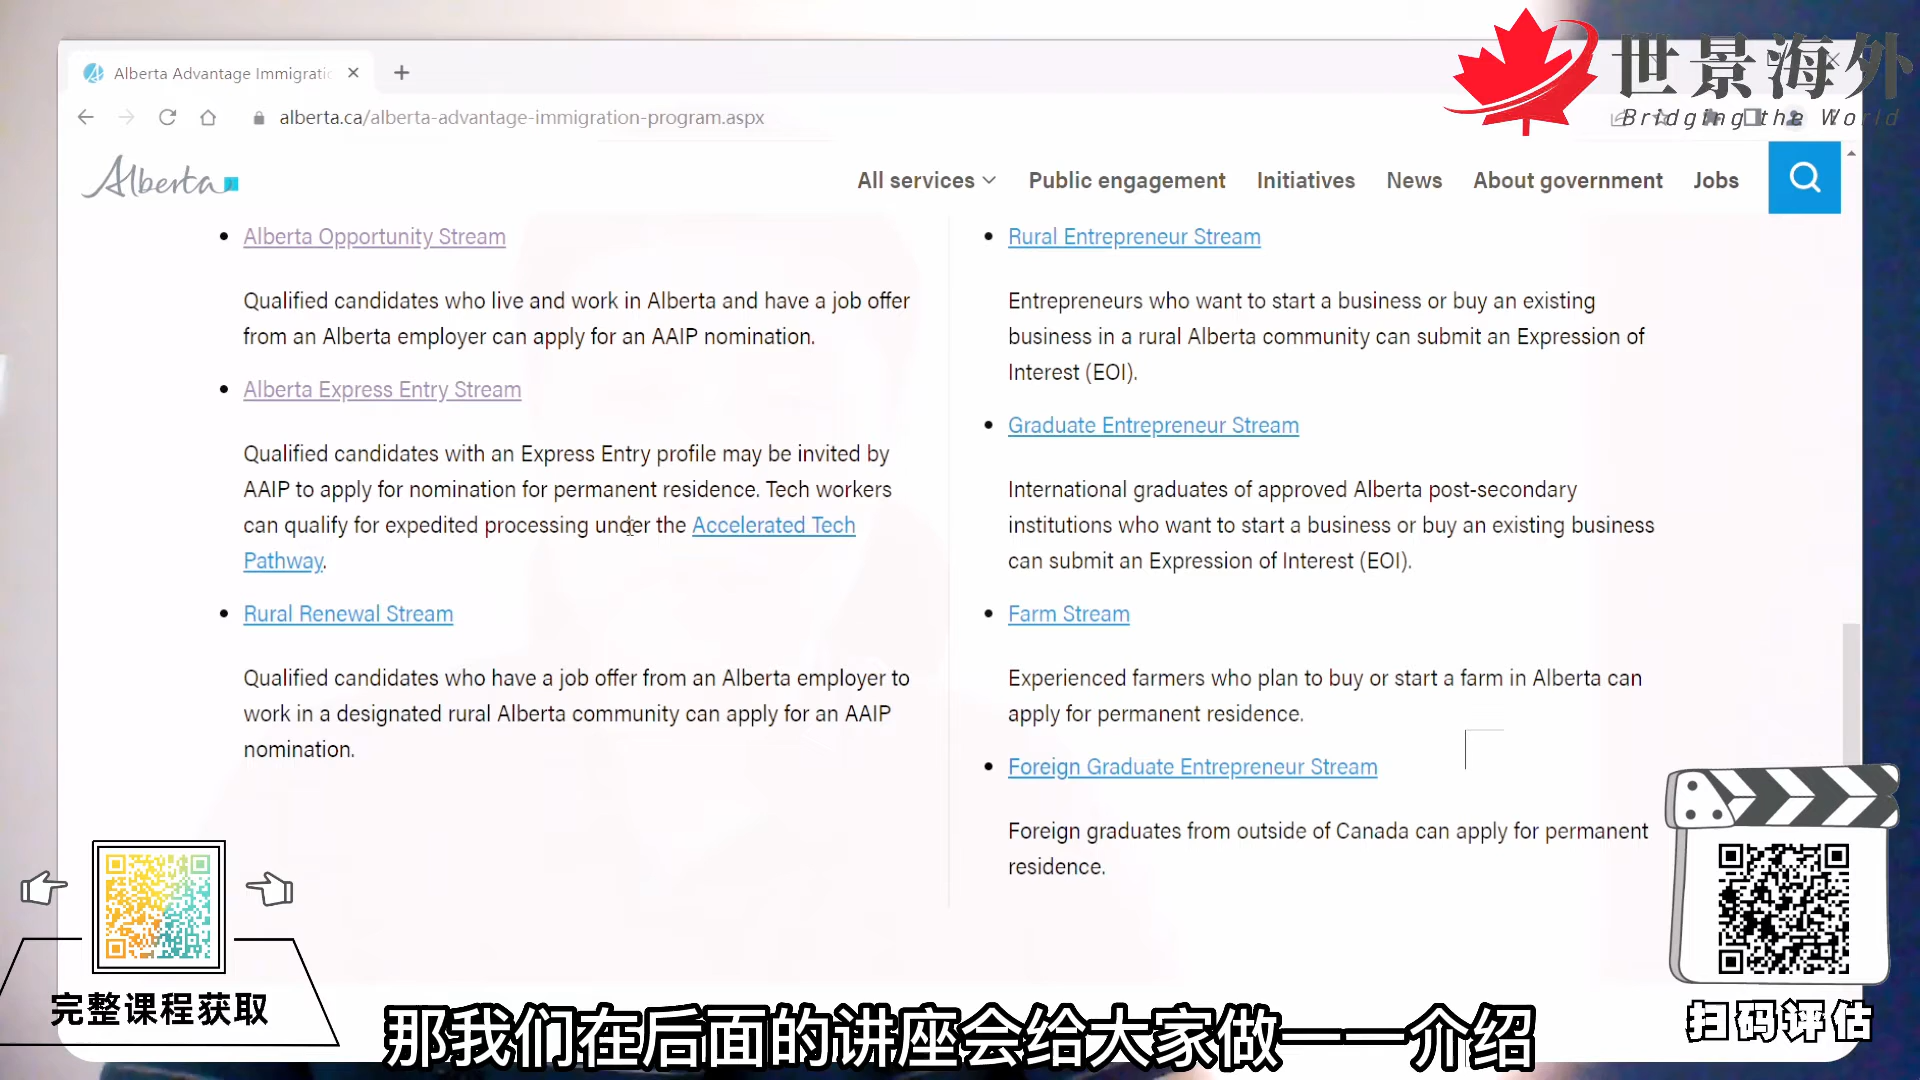 Alberta Advantage Immigratic
世景海外
Bridging the World
alberta.ca/alberta-advantage-immigration-program.aspx
Alberta
All services
Public engagement
Initiatives
News
About government
Jobs
Alberta Opportunity Stream
Qualified candidates who live and work in Alberta and have a job offer
from an Alberta employer can apply for an AAIP nomination.
Alberta Express Entry Stream
Qualified candidates with an Express Entry profile may be invited by
AAIP to apply for nomination for permanent residence. Tech workers
can qualify for expedited processing under the Accelerated Tech
Pathway.
Rural Renewal Stream
Qualified candidates who have a job offer from an Alberta employer to
work in a designated rural Alberta community can apply for an AAIP
nomination.
Rural Entrepreneur Stream
Entrepreneurs who want to start a business or buy an existing
business in a rural Alberta community can submit an Expression of
Interest (EOI).
Graduate Entrepreneur Stream
International graduates of approved Alberta post-secondary
institutions who want to start a business or buy an existing business
can submit an Expression of Interest (EOI).
Farm Stream
Experienced farmers who plan to buy or start a farm in Alberta can
apply for permanent residence.
Foreign Graduate Entrepreneur Stream
Foreign graduates from outside of Canada can apply for permanent
residence.
完整课程获取
那我们在后面的讲座会给大家做一一介绍
扫码评估